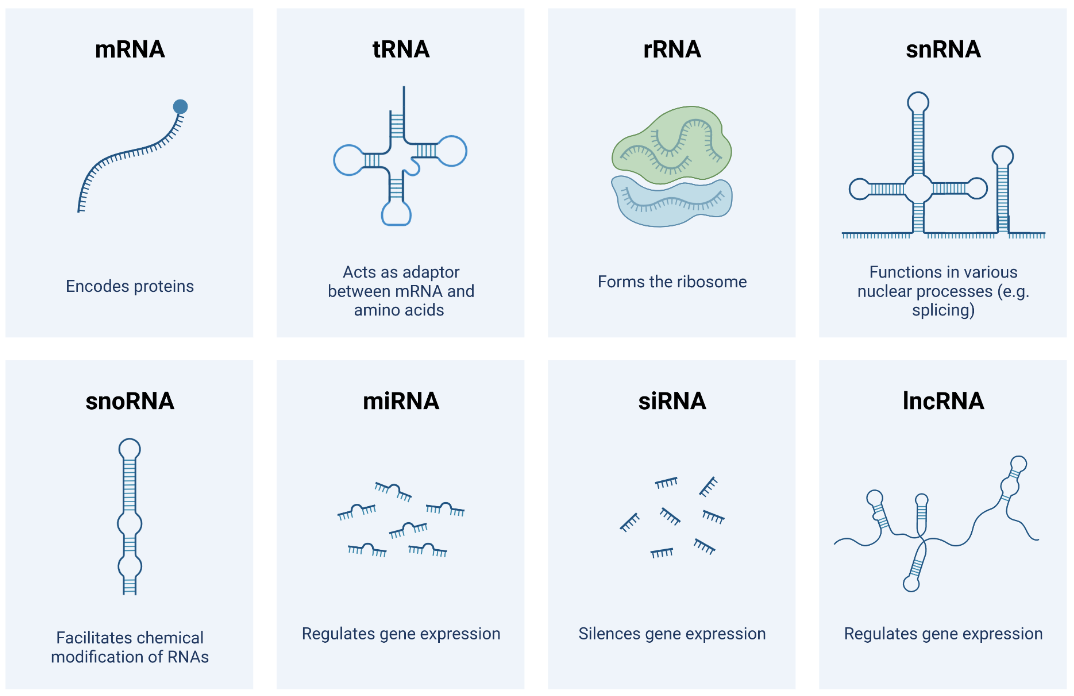 mRNA
Encodes proteins
tRNA
Acts as adaptor
between mRNA and
amino acids
rRNA
Forms the ribosome
snRNA
Functions in various
nuclear processes (e.g.
splicing)
snoRNA
Facilitates chemical
modification of RNAs
miRNA
Regulates gene expression
siRNA
Silences gene expression
lncRNA
Regulates gene expression